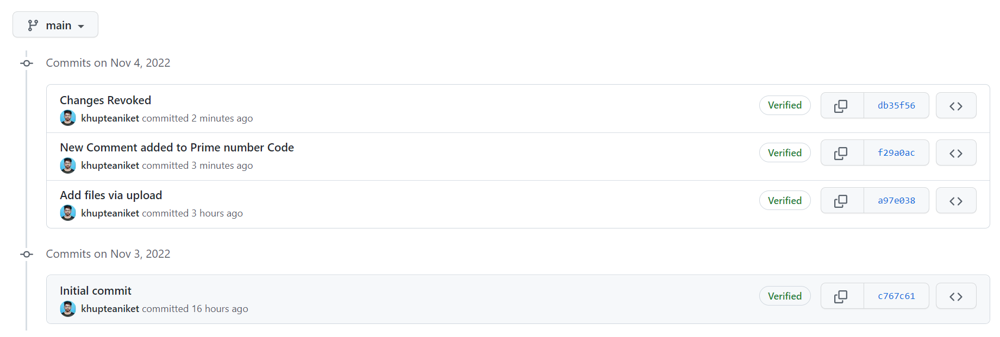 main
Commits on Nov 4, 2022
Changes Revoked
khupteaniket committed 2 minutes ago
Verified
db35f56
New Comment added to Prime number Code
khupteaniket committed 3 minutes ago
Verified
f29a0ac
Add files via upload
khupteaniket committed 3 hours ago
Verified
a97e038
Commits on Nov 3, 2022
Initial commit
khupteaniket committed 16 hours ago
Verified
c767c61